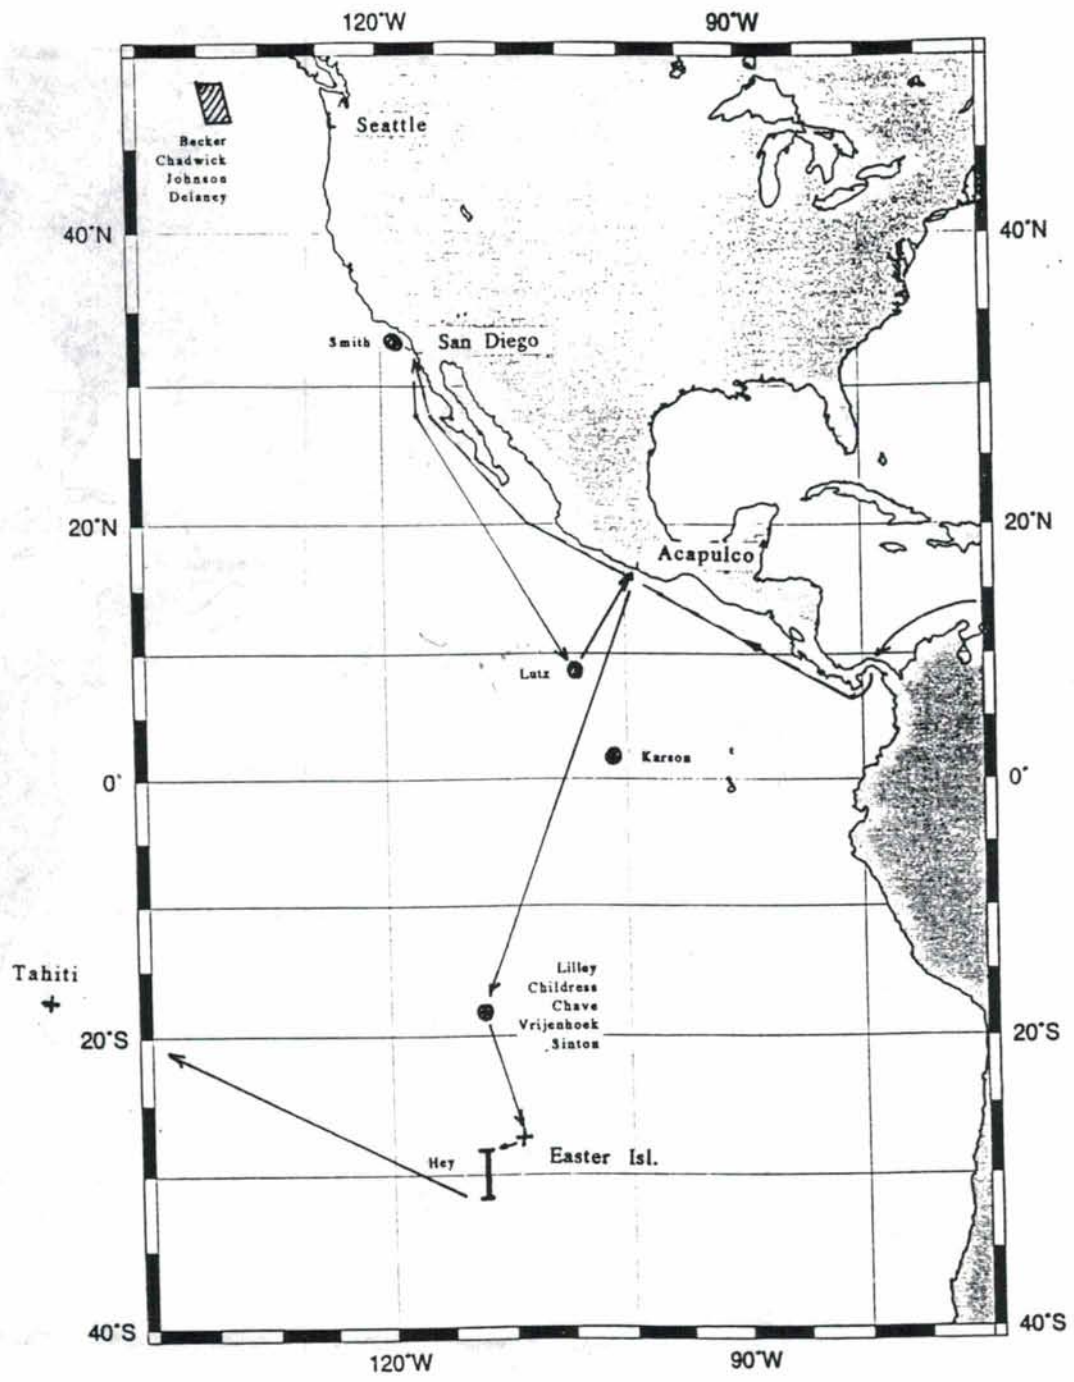 120°W 90°W
Seattle
Becker
Chadwick
Johnson
Delaney
40°N 40°N
Smith San Diego
20°N 20°N
Acapulco
Lutz
Karson
0° 0°
Tahiti
Lilley
Childress
Chave
Vrijenhoek
Sinton
20°S 20°S
Hey Easter Isl.
40°S 40°S
120°W 90°W